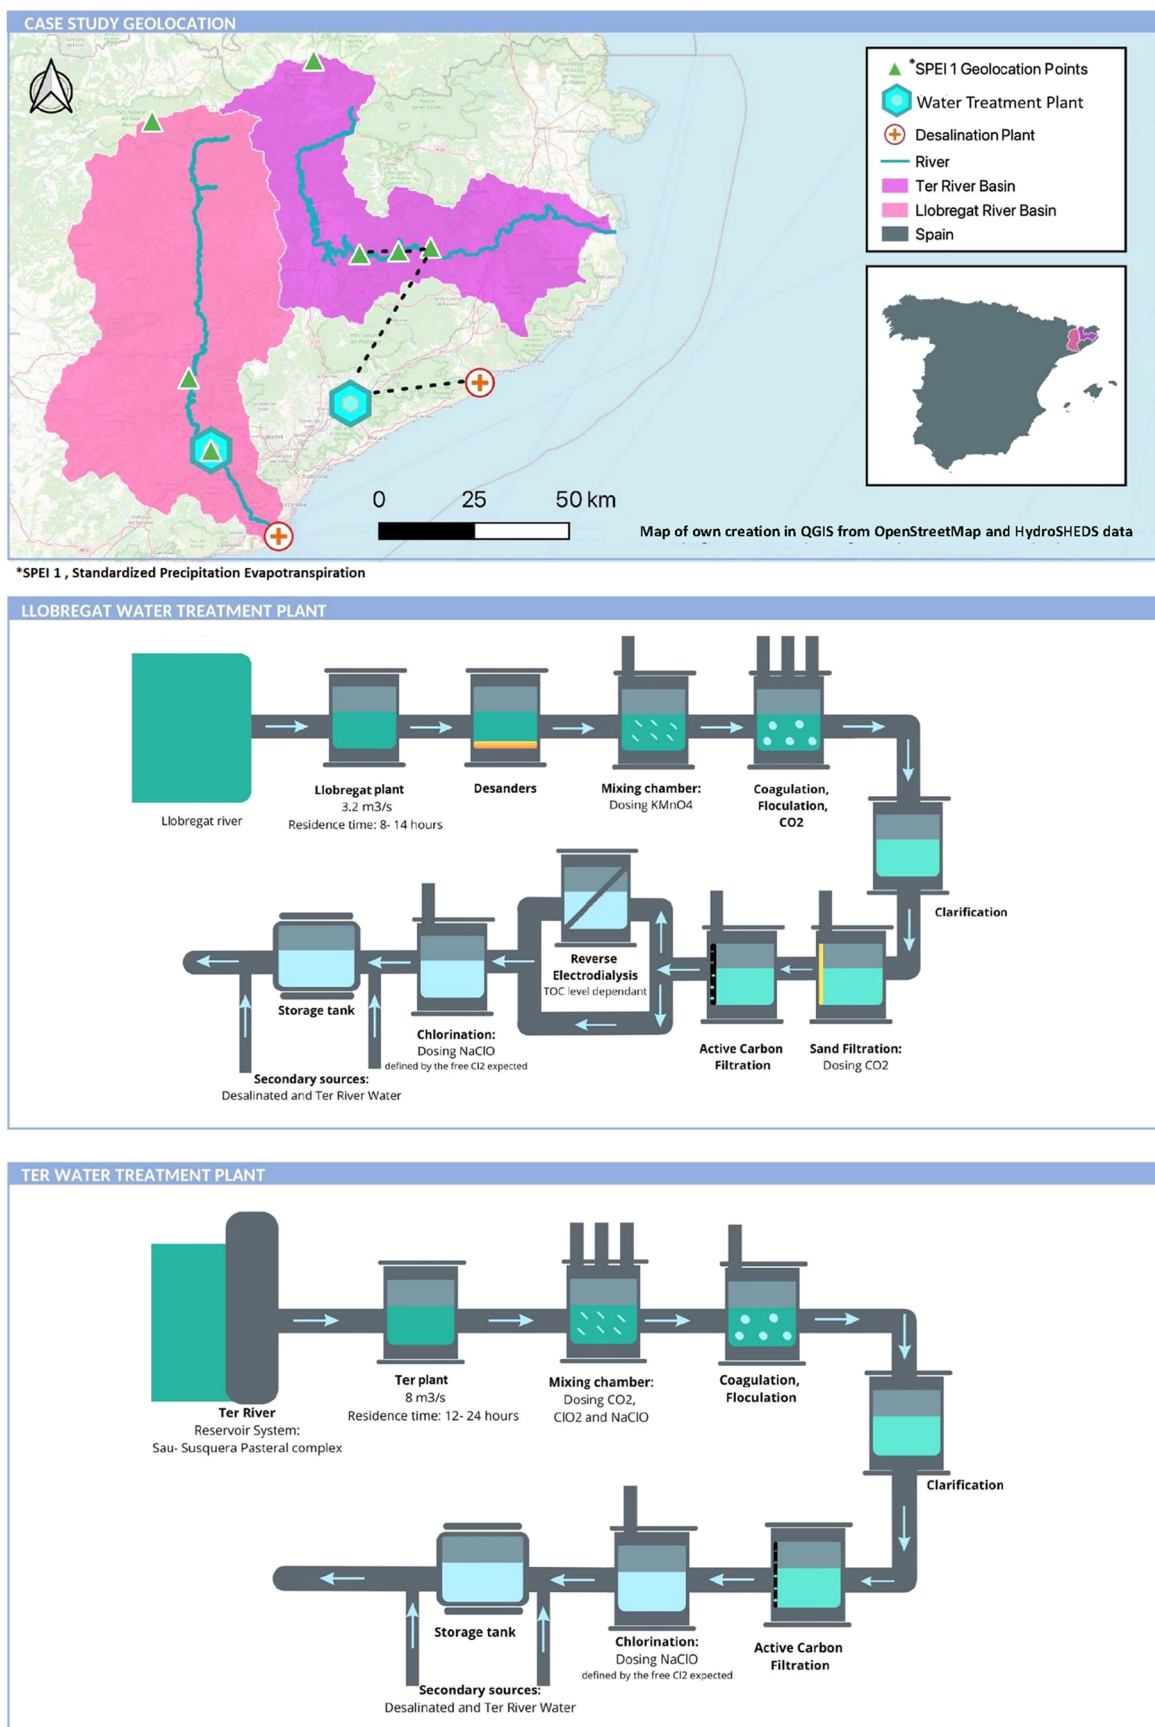 CASE STUDY GEOLOCATION
*SPEI 1 Geolocation Points
Water Treatment Plant
Desalination Plant
River
Ter River Basin
Llobregat River Basin
Spain
0 25 50 km
Map of own creation in QGIS from OpenStreetMap and HydroSHEDS data
*SPEI 1 , Standardized Precipitation Evapotranspiration
LLOBREGAT WATER TREATMENT PLANT
Llobregat river
Llobregat plant
3.2 m3/s
Residence time: 8- 14 hours
Desanders
Mixing chamber:
Dosing KMnO4
Coagulation,
Floculation,
CO2
Clarification
Sand Filtration:
Dosing CO2
Active Carbon
Filtration
Reverse
Electrodialysis
TOC level dependant
Chlorination:
Dosing NaClO
defined by the free Cl2 expected
Storage tank
Secondary sources:
Desalinated and Ter River Water
TER WATER TREATMENT PLANT
Ter River
Reservoir System:
Sau- Susquera Pasteral complex
Ter plant
8 m3/s
Residence time: 12- 24 hours
Mixing chamber:
Dosing CO2,
ClO2 and NaClO
Coagulation,
Floculation
Clarification
Active Carbon
Filtration
Chlorination:
Dosing NaClO
defined by the free Cl2 expected
Storage tank
Secondary sources:
Desalinated and Ter River Water